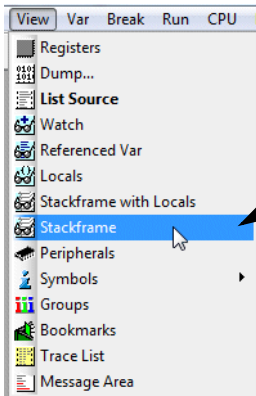 View Var Break Run CPU
Registers
Dump...
List Source
Watch
Referenced Var
Locals
Stackframe with Locals
Stackframe
Peripherals
Symbols
Groups
Bookmarks
Trace List
Message Area